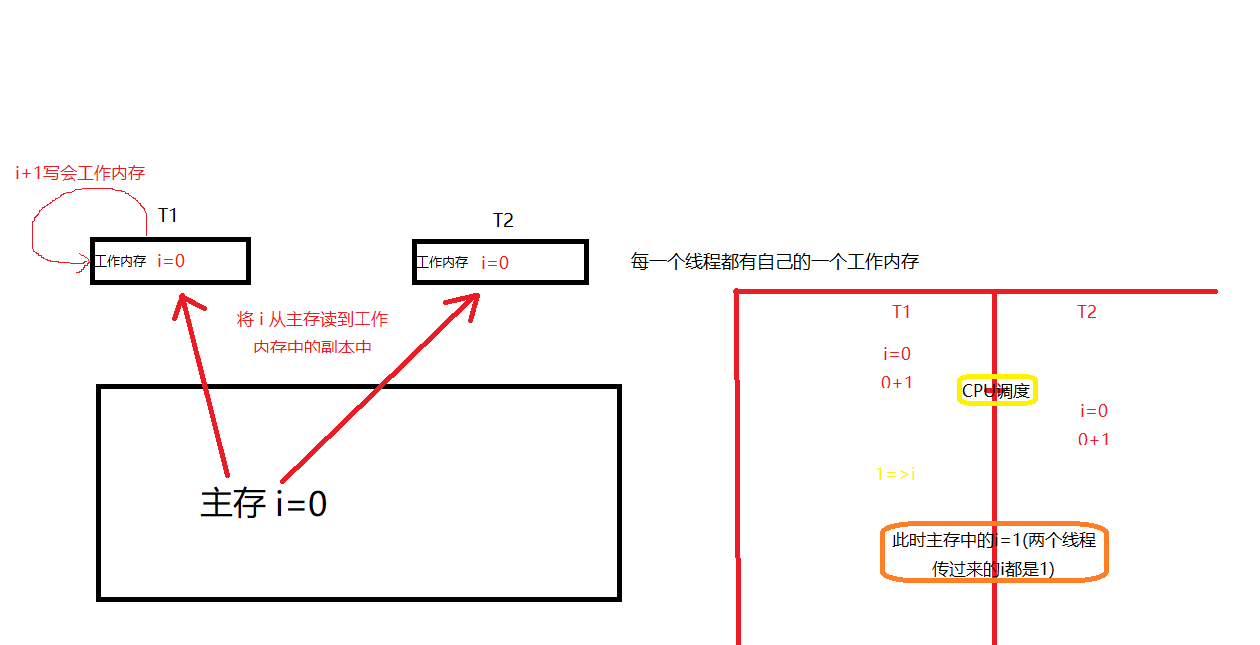 i+1写会工作内存
T1
T2
工作内存 i=0
工作内存 i=0
每一个线程都有自己的一个工作内存
将 i 从主存读到工作
内存中的副本中
主存 i=0
T1
T2
i=0
0+1
CPU调度
i=0
0+1
1=>i
此时主存中的i=1(两个线程
传过来的i都是1)